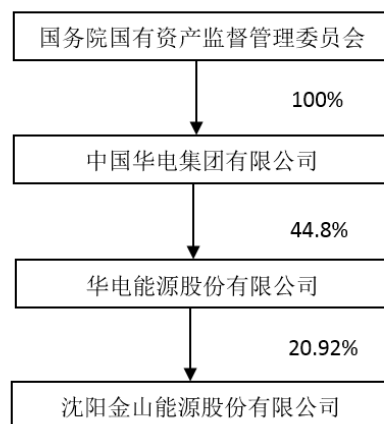 国务院国有资产监督管理委员会
100%
中国华电集团有限公司
44.8%
华电能源股份有限公司
20.92%
沈阳金山能源股份有限公司